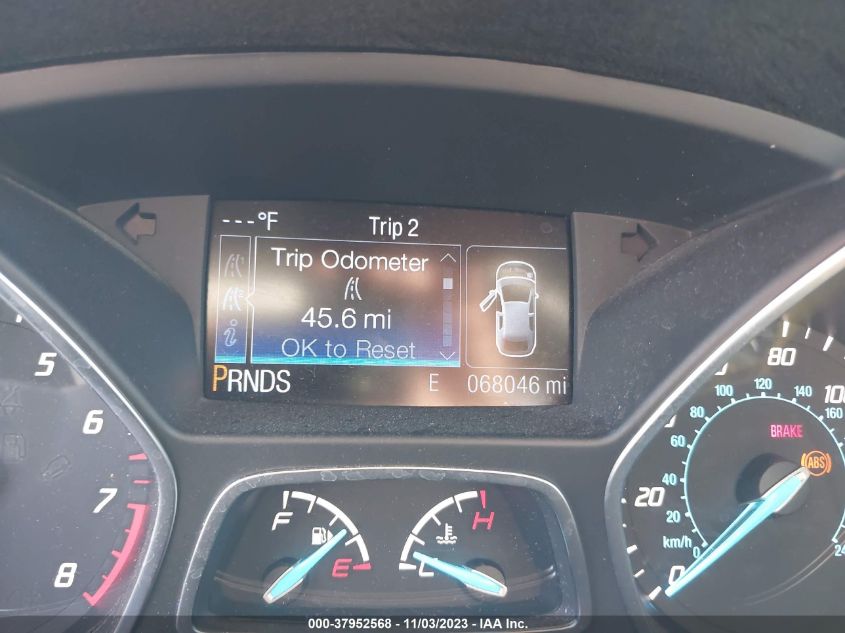 ---°F Trip 2
Trip Odometer
45.6 mi
OK to Reset
PRNDS E 068046 mi
5
6
7
8
F
E
H
C
80
100
20
0
100 120 140
80 160
60
40
20
km/h 0
BRAKE
ABS
000-37952568 - 11/03/2023 - IAA Inc.